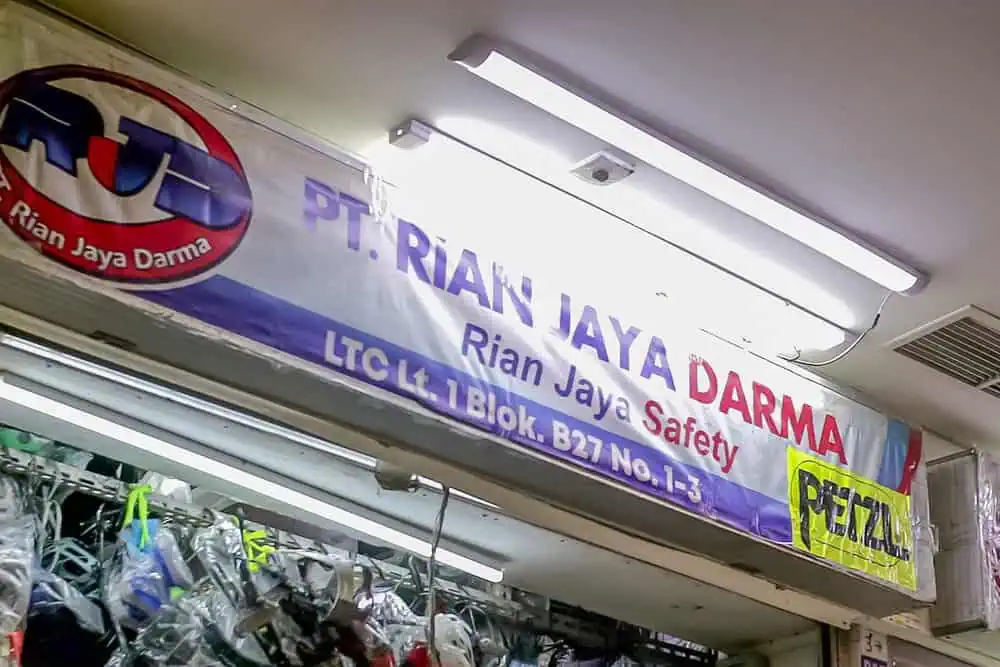 RJD
PT. Rian Jaya Darma
PT. RiAN JAYA DARMA
Rian Jaya Safety
LTC Lt. 1 Blok. B27 No. 1-3